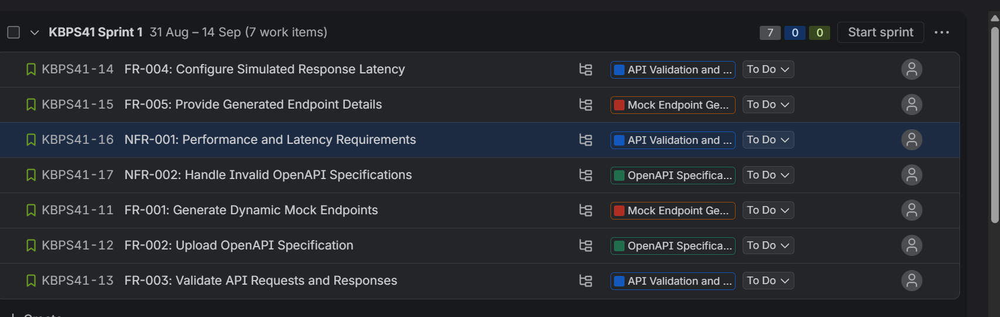 KBPS41 Sprint 1 31 Aug – 14 Sep (7 work items) 7 0 0 Start sprint
KBPS41-14 FR-004: Configure Simulated Response Latency API Validation and ... To Do
KBPS41-15 FR-005: Provide Generated Endpoint Details Mock Endpoint Ge... To Do
KBPS41-16 NFR-001: Performance and Latency Requirements API Validation and ... To Do
KBPS41-17 NFR-002: Handle Invalid OpenAPI Specifications OpenAPI Specifica... To Do
KBPS41-11 FR-001: Generate Dynamic Mock Endpoints Mock Endpoint Ge... To Do
KBPS41-12 FR-002: Upload OpenAPI Specification OpenAPI Specifica... To Do
KBPS41-13 FR-003: Validate API Requests and Responses API Validation and ... To Do
Create